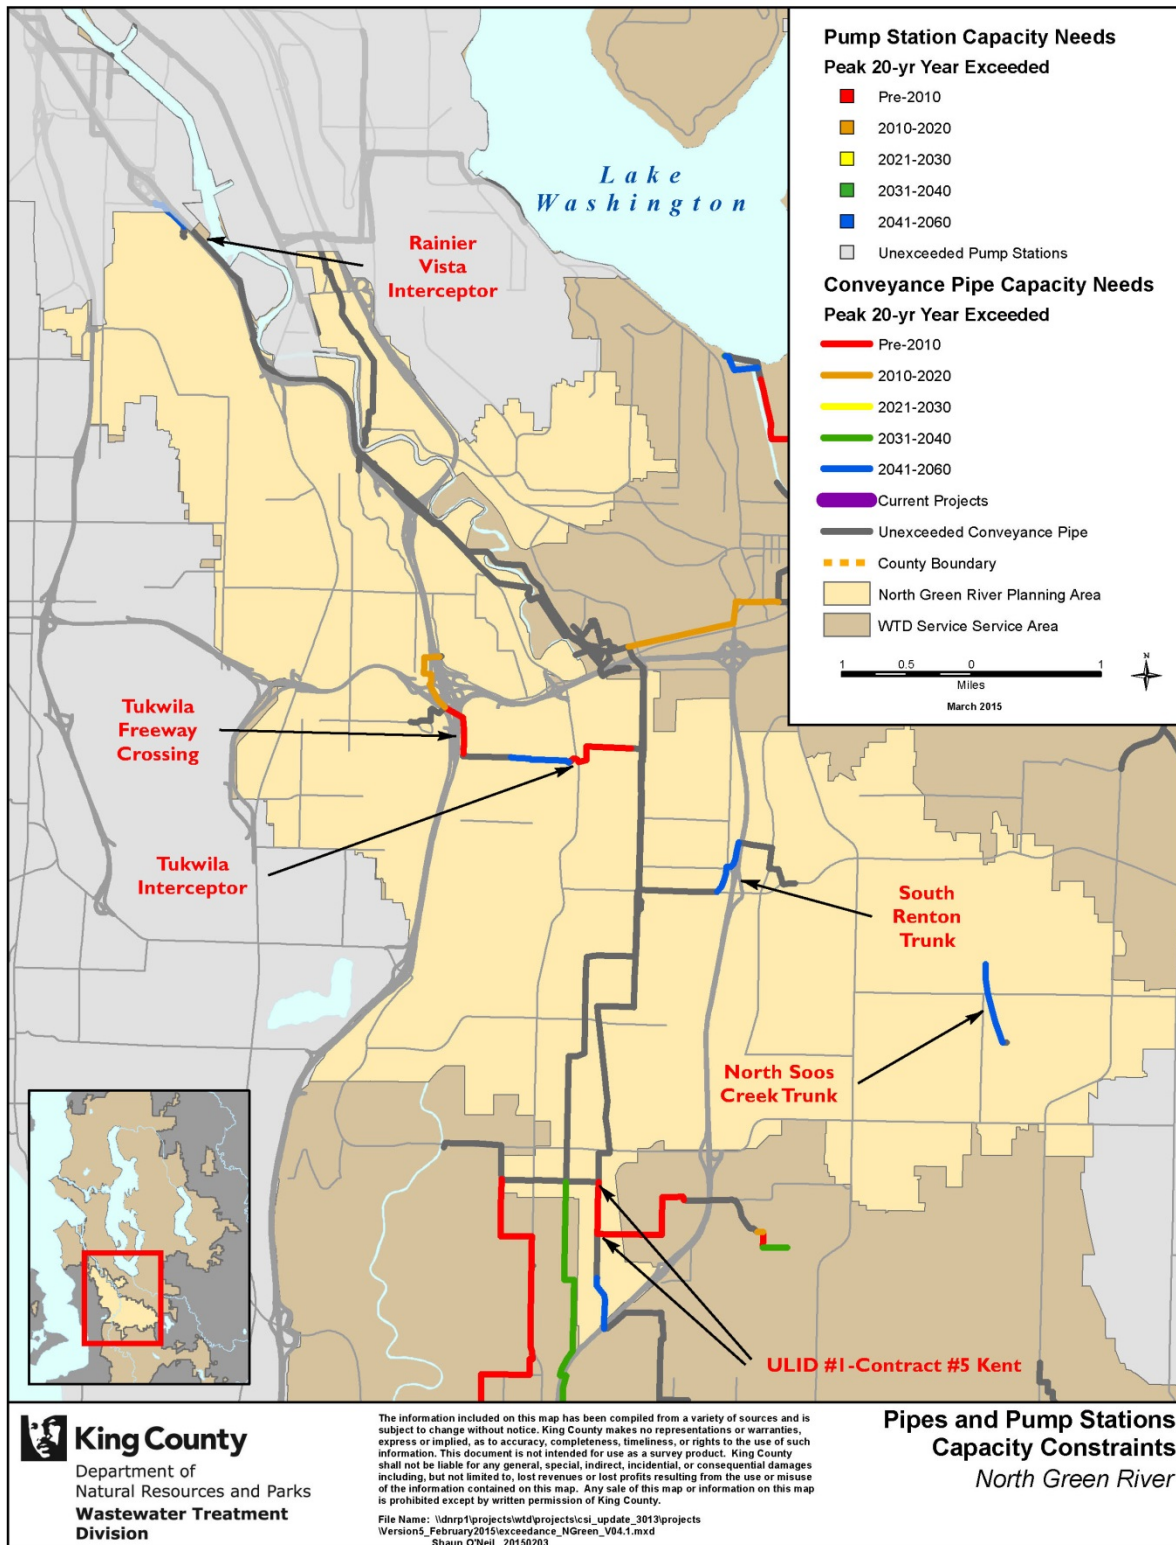 Pump Station Capacity Needs
Peak 20-yr Year Exceeded
Pre-2010
2010-2020
2021-2030
2031-2040
2041-2060
Unexceeded Pump Stations
Conveyance Pipe Capacity Needs
Peak 20-yr Year Exceeded
Pre-2010
2010-2020
2021-2030
2031-2040
2041-2060
Current Projects
Unexceeded Conveyance Pipe
County Boundary
North Green River Planning Area
WTD Service Service Area
1 0.5 0 1
Miles
N
March 2015
Lake
Washington
Rainier
Vista
Interceptor
Tukwila
Freeway
Crossing
Tukwila
Interceptor
South
Renton
Trunk
North Soos
Creek Trunk
ULID #1-Contract #5 Kent
King County
Department of
Natural Resources and Parks
Wastewater Treatment
Division
The information included on this map has been compiled from a variety of sources and is
subject to change without notice. King County makes no representations or warranties,
express or implied, as to accuracy, completeness, timeliness, or rights to the use of such
information. This document is not intended for use as a survey product. King County
shall not be liable for any general, special, indirect, incidental, or consequential damages
including, but not limited to, lost revenues or lost profits resulting from the use or misuse
of the information contained on this map. Any sale of this map or information on this map
is prohibited except by written permission of King County.
File Name: \\dnrp1\projects\wtd\projects\csi_update_3013\projects
\Version5_February2015\exceedance_NGreen_V04.1.mxd
Shaun O'Neil 20150203
Pipes and Pump Stations
Capacity Constraints
North Green River